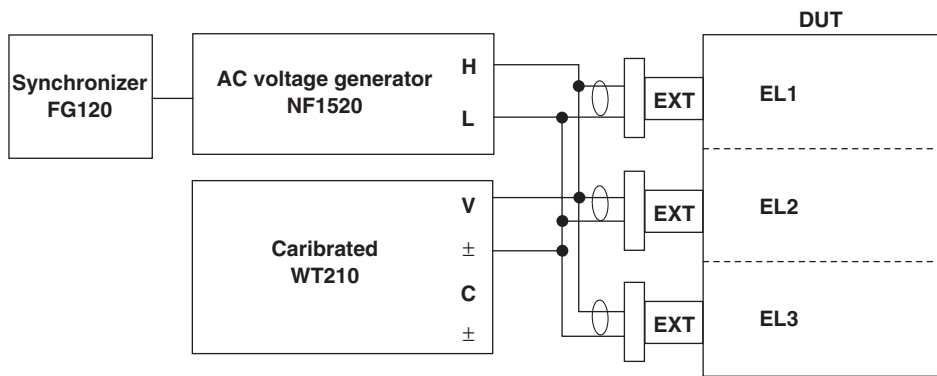 DUT
Synchronizer
FG120
AC voltage generator
NF1520
H
L
EXT
EL1
Caribrated
WT210
V
±
C
±
EXT
EL2
EXT
EL3